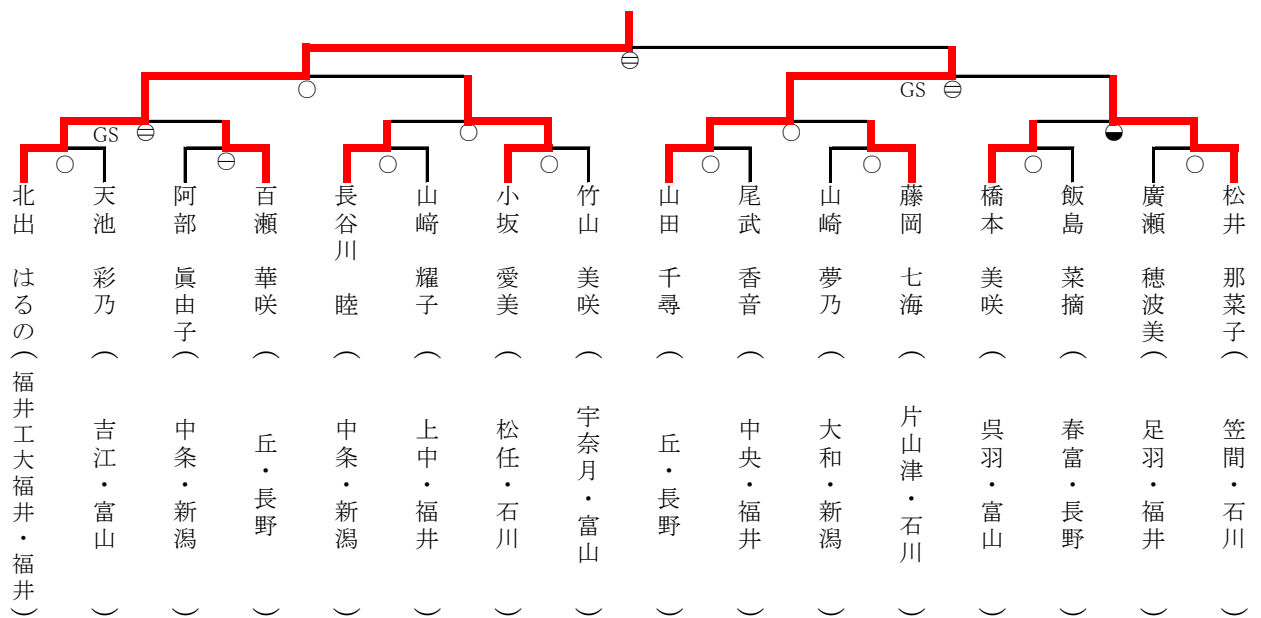 GS
GS
北出 はるの(福井工大福井・福井)
天池 彩乃(吉江・富山)
阿部 眞由子(中条・新潟)
百瀬 華咲(丘・長野)
長谷川 睦(中条・新潟)
山﨑 耀子(上中・福井)
小坂 愛美(松任・石川)
竹山 美咲(宇奈月・富山)
山田 千尋(丘・長野)
尾武 香音(中央・福井)
山崎 夢乃(大和・新潟)
藤岡 七海(片山津・石川)
橋本 美咲(呉羽・富山)
飯島 菜摘(春富・長野)
廣瀬 穂波美(足羽・福井)
松井 那菜子(笠間・石川)